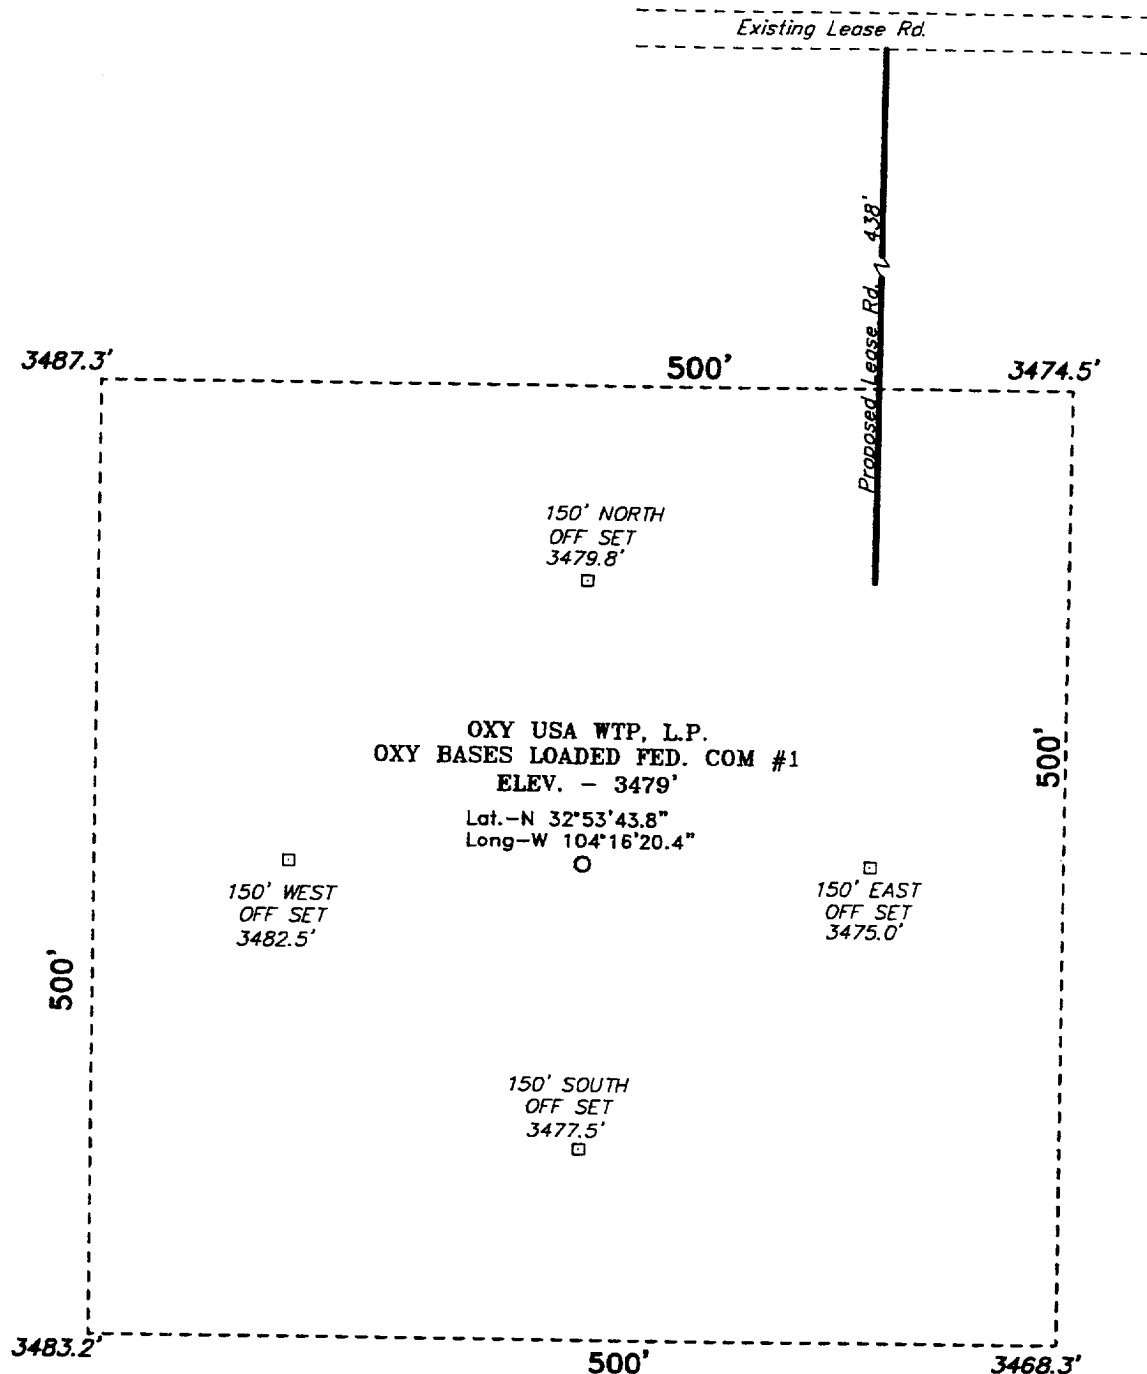 Existing Lease Rd.
Proposed Lease Rd. 438'
3487.3'
500'
3474.5'
150' NORTH
OFF SET
3479.8'
OXY USA WTP, L.P.
OXY BASES LOADED FED. COM #1
ELEV. - 3479'
Lat.-N 32°53'43.8"
Long-W 104°16'20.4"
500'
150' WEST
OFF SET
3482.5'
150' EAST
OFF SET
3475.0'
500'
150' SOUTH
OFF SET
3477.5'
3483.2'
500'
3468.3'